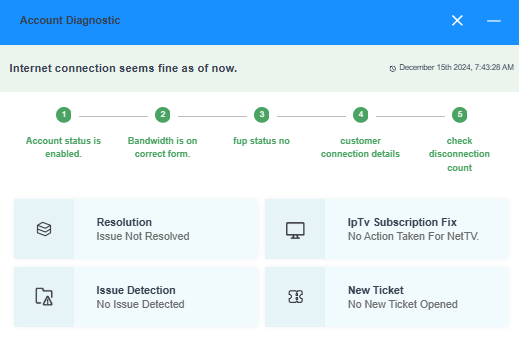 Account Diagnostic
Internet connection seems fine as of now.
December 15th 2024, 7:43:28 AM
1 2 3 4 5
Account status is enabled.
Bandwidth is on correct form.
fup status no
customer connection details
check disconnection count
Resolution
Issue Not Resolved
IpTv Subscription Fix
No Action Taken For NetTV.
Issue Detection
No Issue Detected
New Ticket
No New Ticket Opened